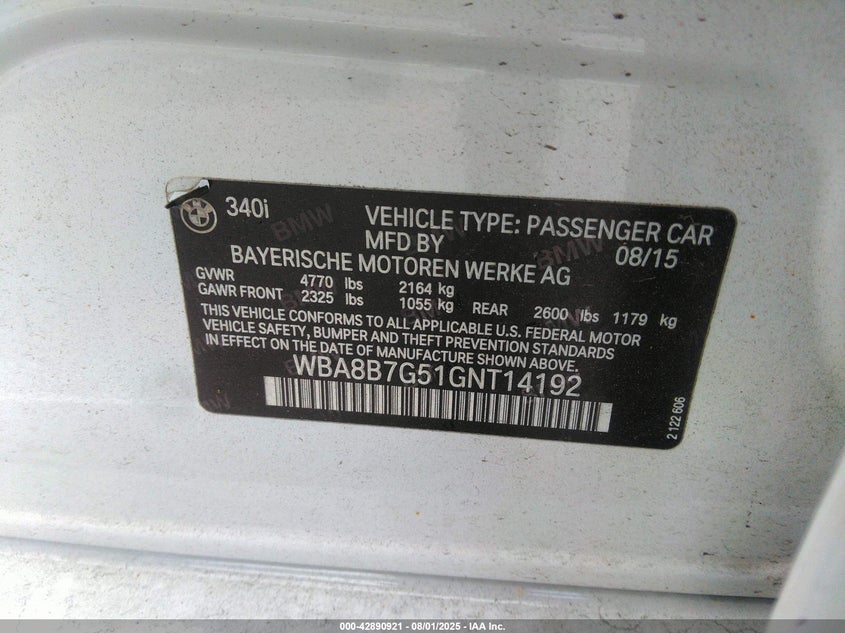 340i
VEHICLE TYPE: PASSENGER CAR
MFD BY 08/15
BAYERISCHE MOTOREN WERKE AG
GVWR 4770 lbs 2164 kg
GAWR FRONT 2325 lbs 1055 kg REAR 2600 lbs 1179 kg
THIS VEHICLE CONFORMS TO ALL APPLICABLE U.S. FEDERAL MOTOR
VEHICLE SAFETY, BUMPER AND THEFT PREVENTION STANDARDS
IN EFFECT ON THE DATE OF MANUFACTURE SHOWN ABOVE.
WBA8B7G51GNT14192
2 122 606
000-42890921 - 08/01/2025 - IAA Inc.